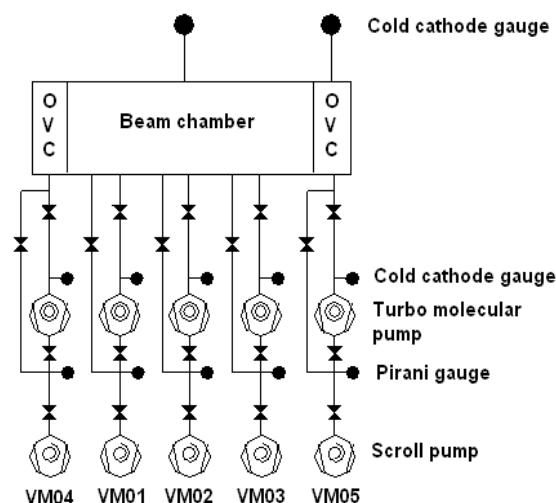 Cold cathode gauge
O
V
C
Beam chamber
O
V
C
Cold cathode gauge
Turbo molecular
pump
Pirani gauge
Scroll pump
VM04 VM01 VM02 VM03 VM05